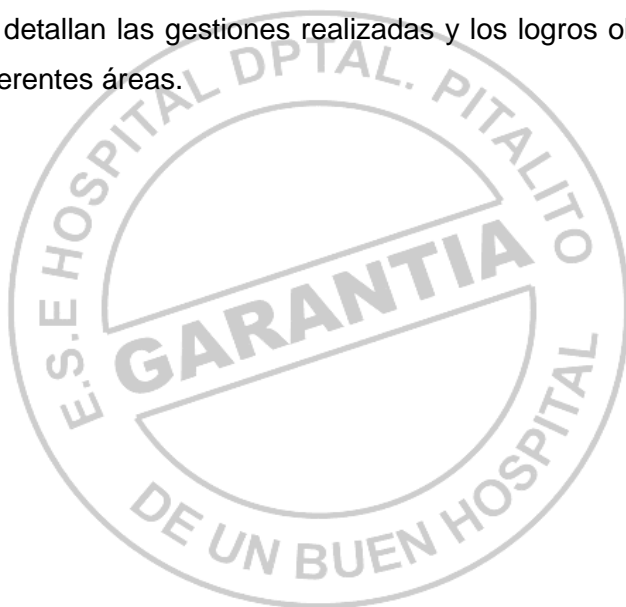 detallan las gestiones realizadas y los logros o
erentes áreas.
E.S.E HOSPITAL DPTAL. PITALITO
GARANTIA
DE UN BUEN HOSPITAL